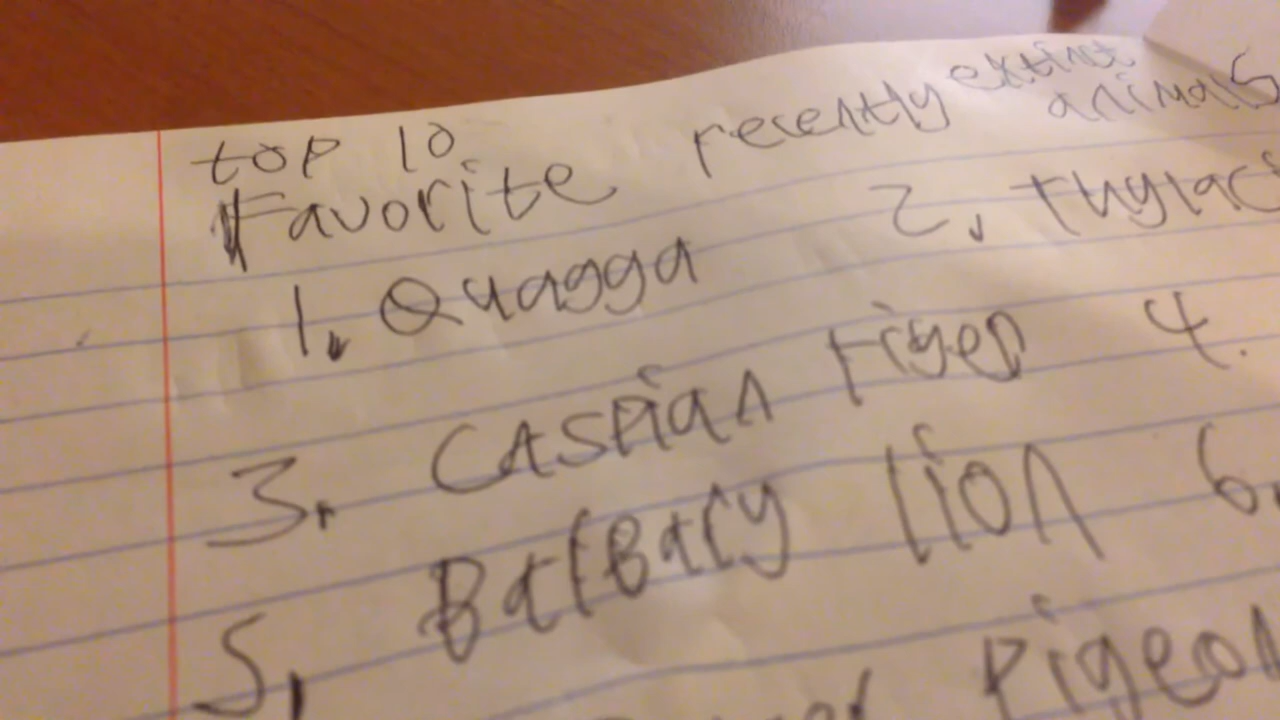 top 10 recently extinct
Favorite animals
1. Quagga 2. thylac
3. CASPian tiger 4.
5. BarBary lion 6.
Pigeon